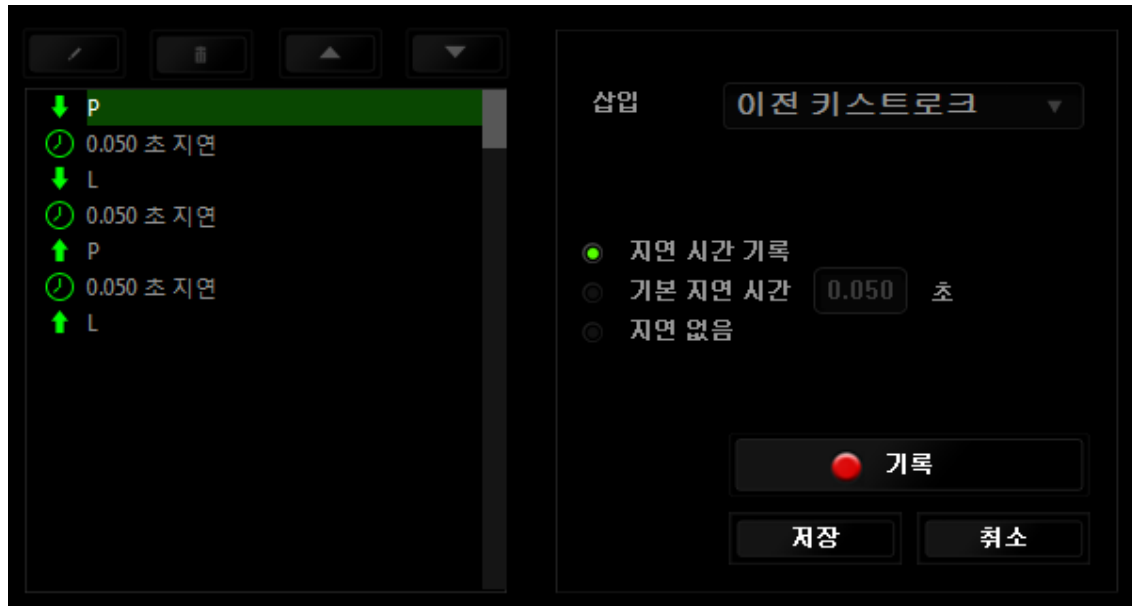 P
0.050 초 지연
L
0.050 초 지연
P
0.050 초 지연
L
삽입 이전 키스트로크
지연 시간 기록
기본 지연 시간 0.050 초
지연 없음
기록
저장 취소